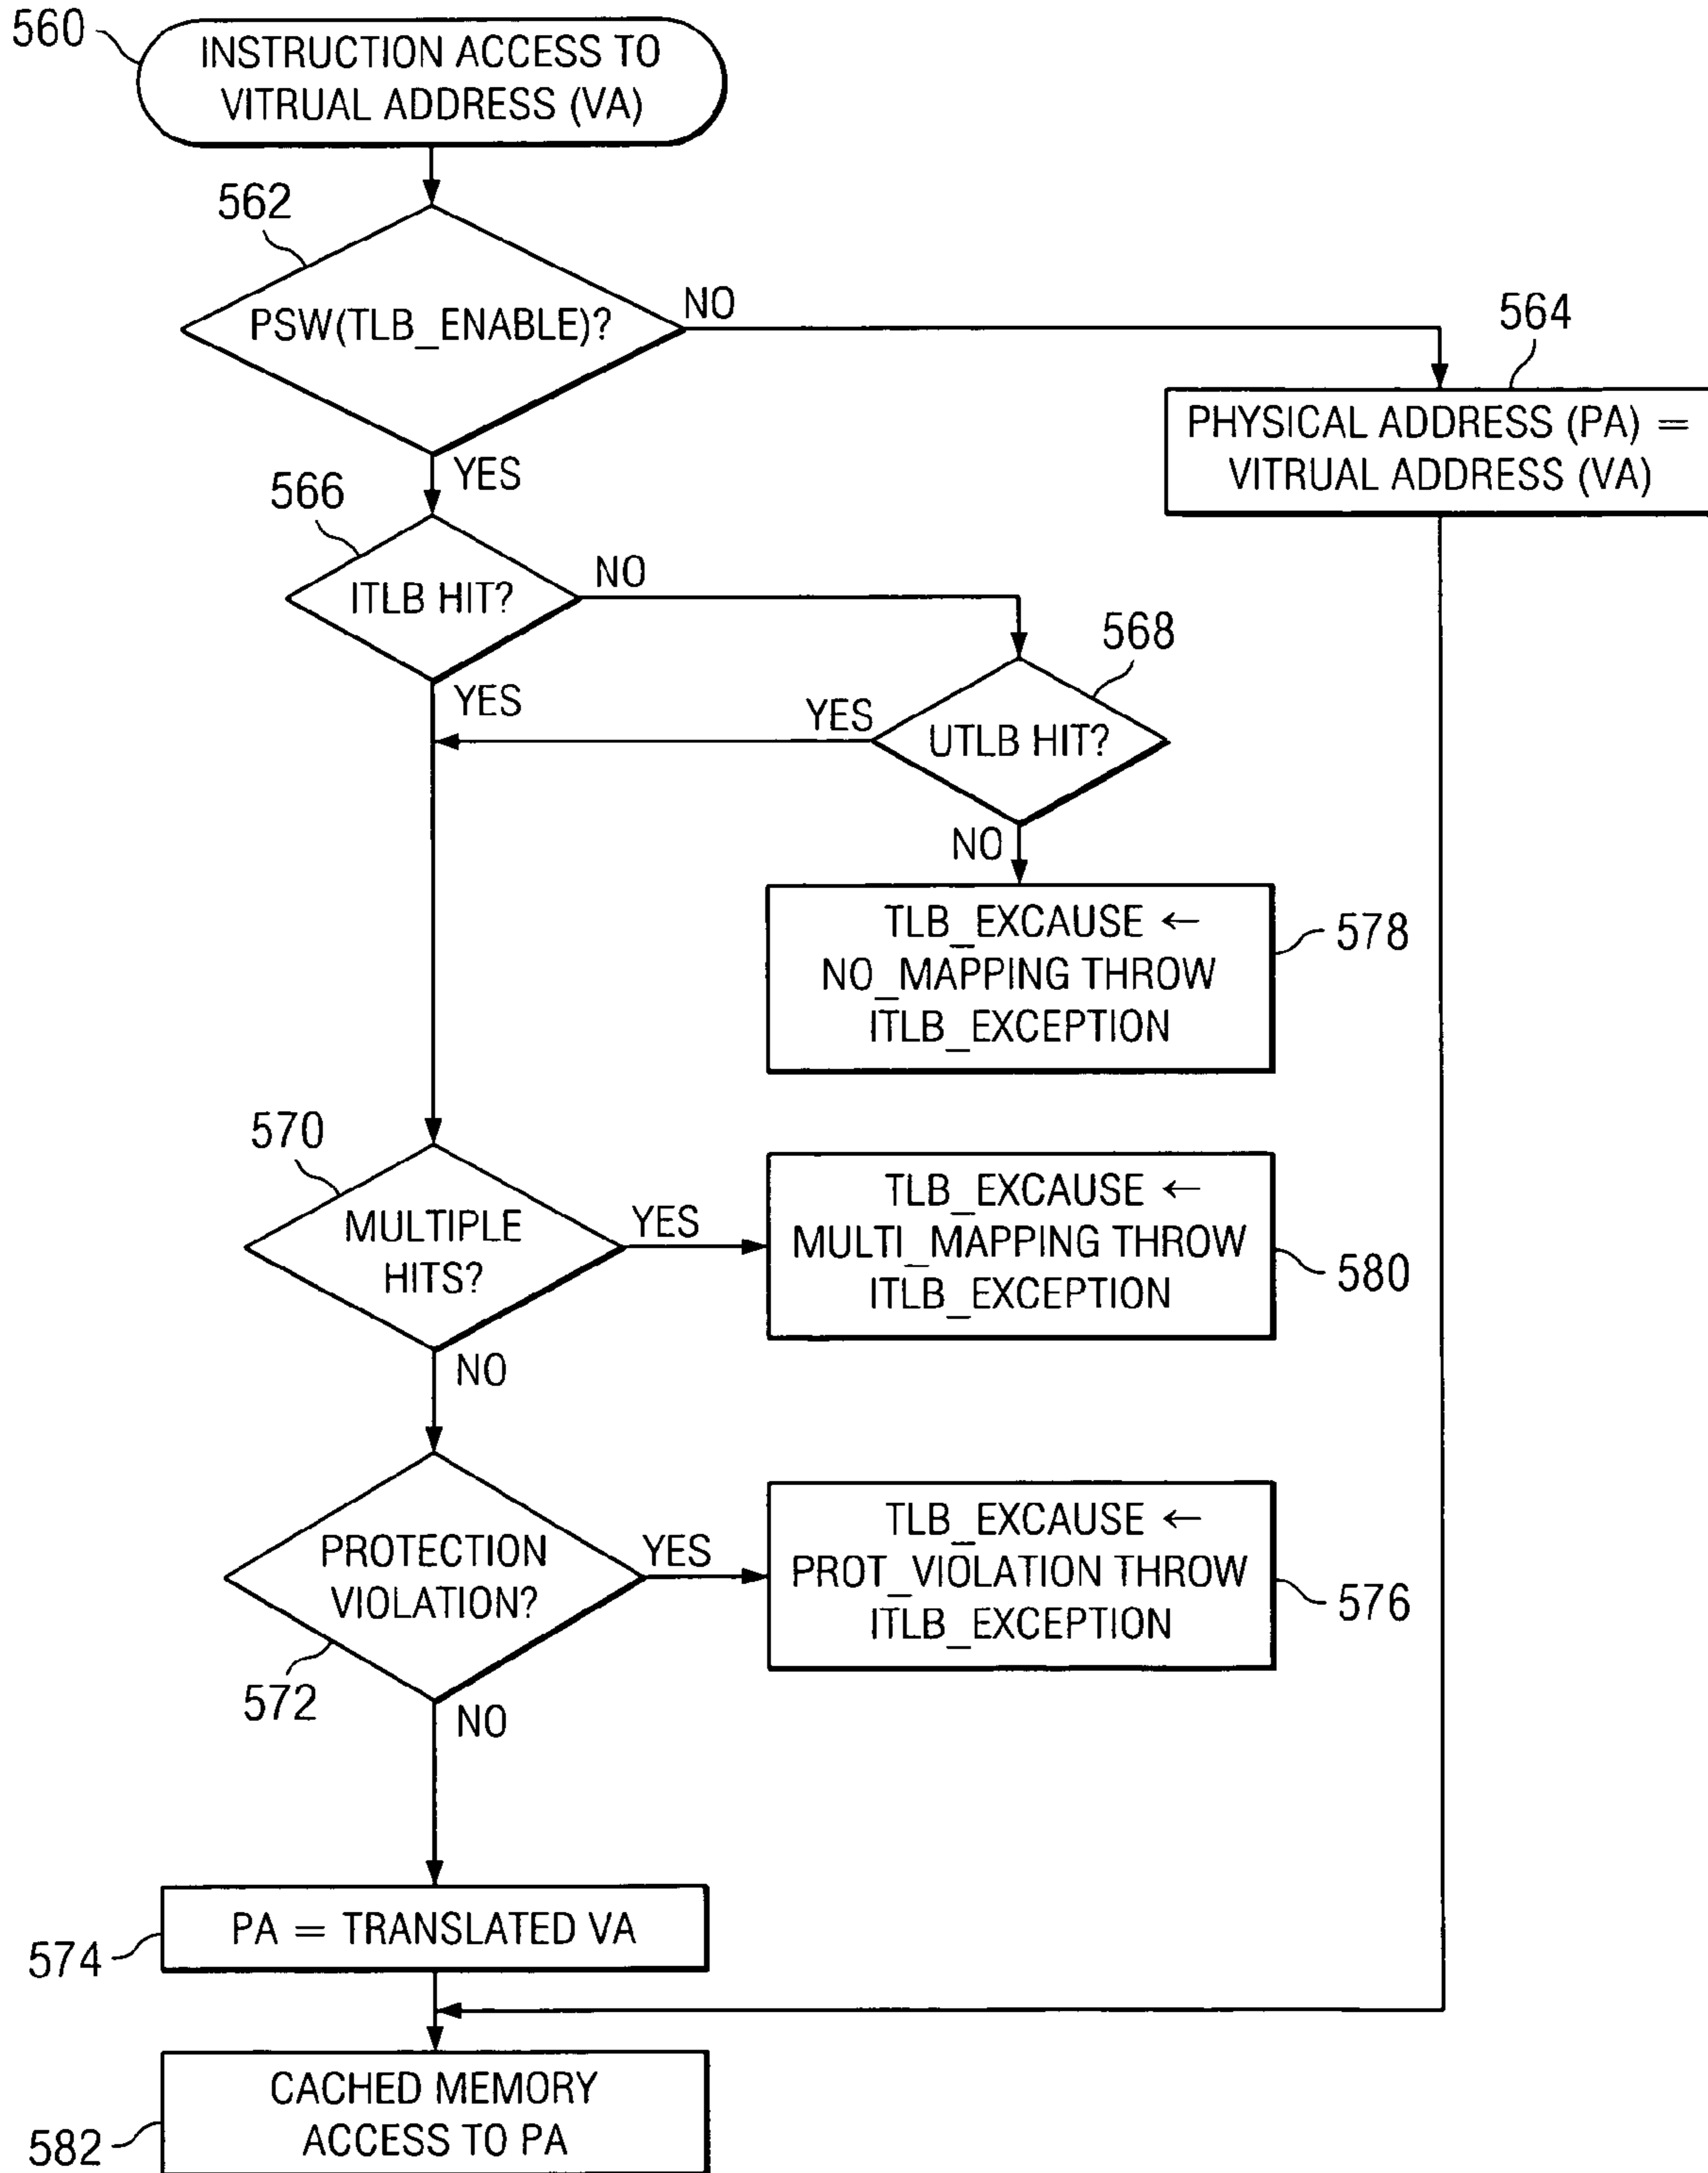 560
INSTRUCTION ACCESS TO
VITRUAL ADDRESS (VA)
562
PSW(TLB_ENABLE)?
NO
YES
564
PHYSICAL ADDRESS (PA) =
VITRUAL ADDRESS (VA)
566
ITLB HIT?
NO
YES
568
UTLB HIT?
YES
NO
TLB_EXCAUSE ←
NO_MAPPING THROW
ITLB_EXCEPTION
578
570
MULTIPLE
HITS?
YES
NO
TLB_EXCAUSE ←
MULTI_MAPPING THROW
ITLB_EXCEPTION
580
PROTECTION
VIOLATION?
572
YES
NO
TLB_EXCAUSE ←
PROT_VIOLATION THROW
ITLB_EXCEPTION
576
PA = TRANSLATED VA
574
CACHED MEMORY
ACCESS TO PA
582